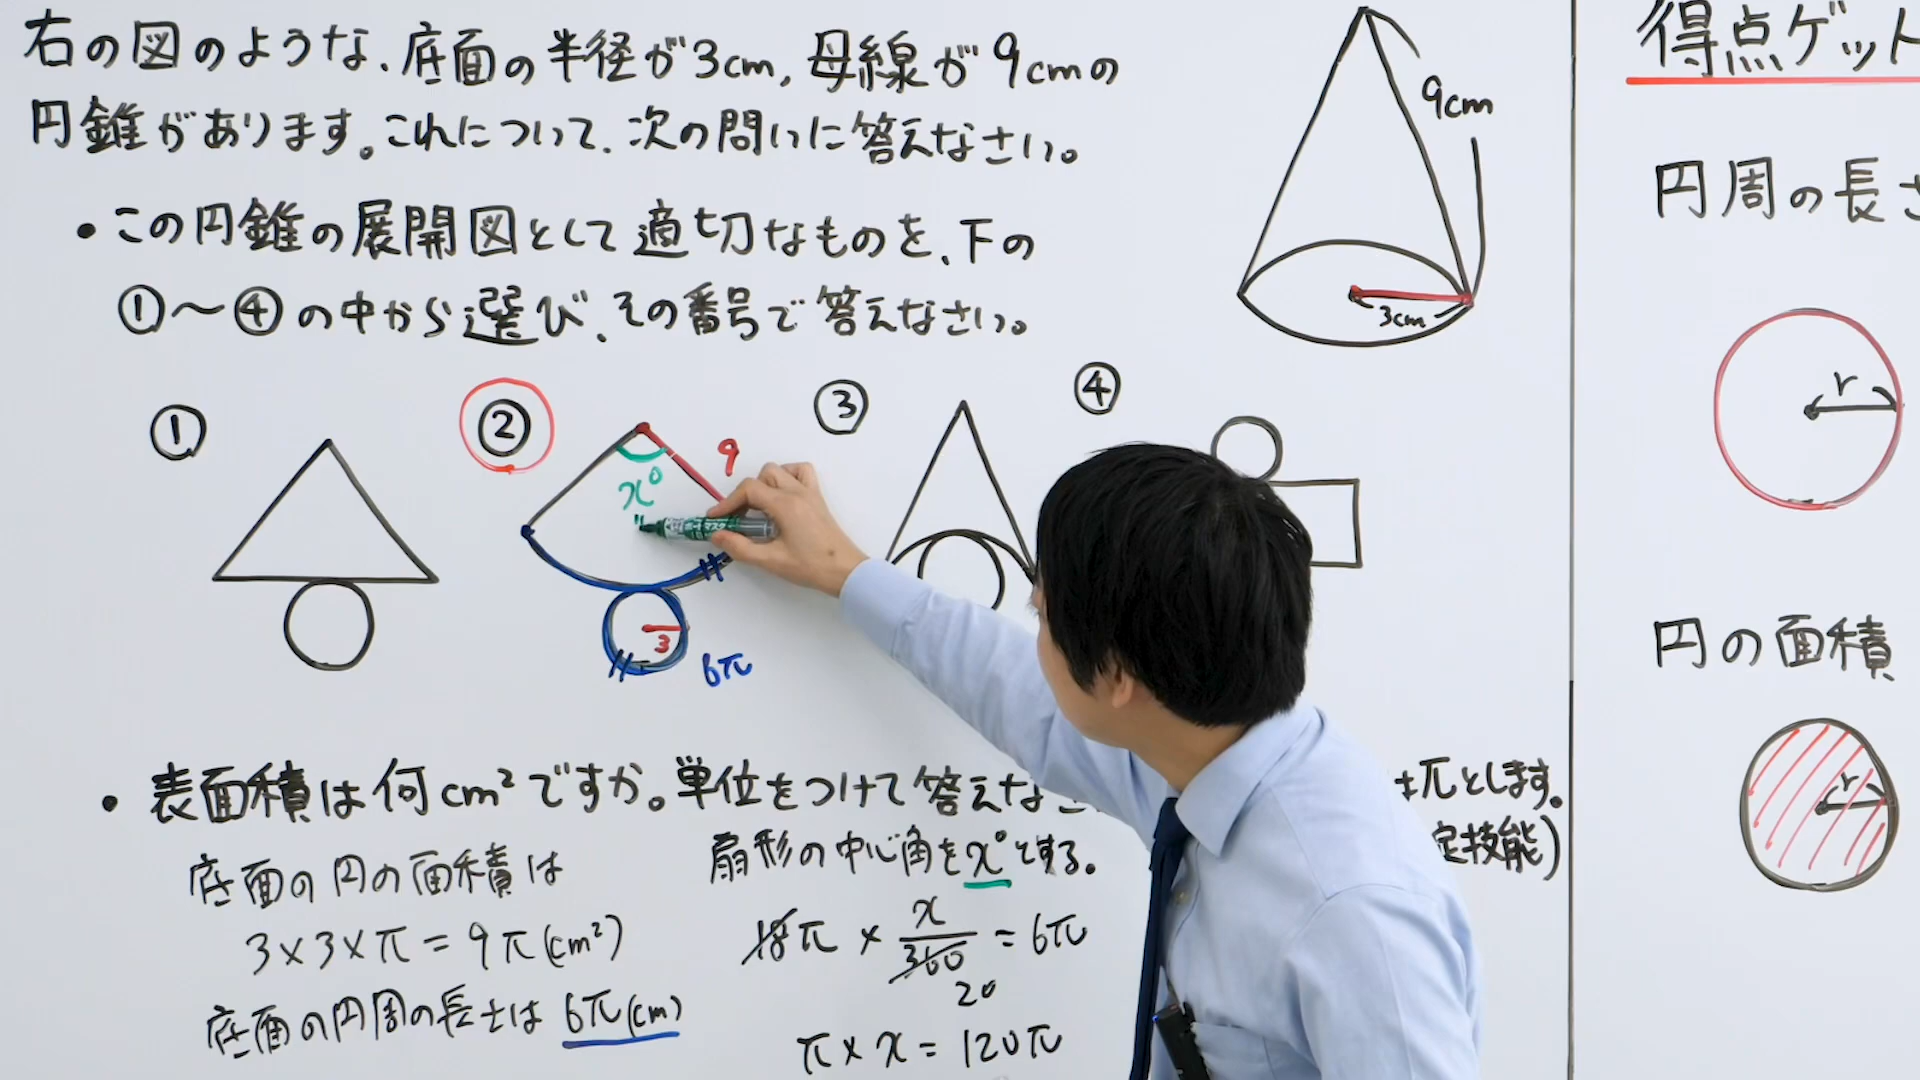 右の図のような、底面の半径が3cm, 母線が9cmの
円錐があります。これについて、次の問いに答えなさい。
・この円錐の展開図として適切なものを、下の
①〜④の中から選び、その番号で答えなさい。
9cm
3cm
① ② ③ ④
9
x°
3
6π
・表面積は何cm²ですか。単位をつけて答えなさ
はπとします。
定技能)
底面の円の面積は
3×3×π=9π(cm²)
底面の円周の長さは 6π(cm)
扇形の中心角をx°とする。
18π × x/360 = 6π
20
π×x=120π
得点ゲット
円周の長さ
r
円の面積
r